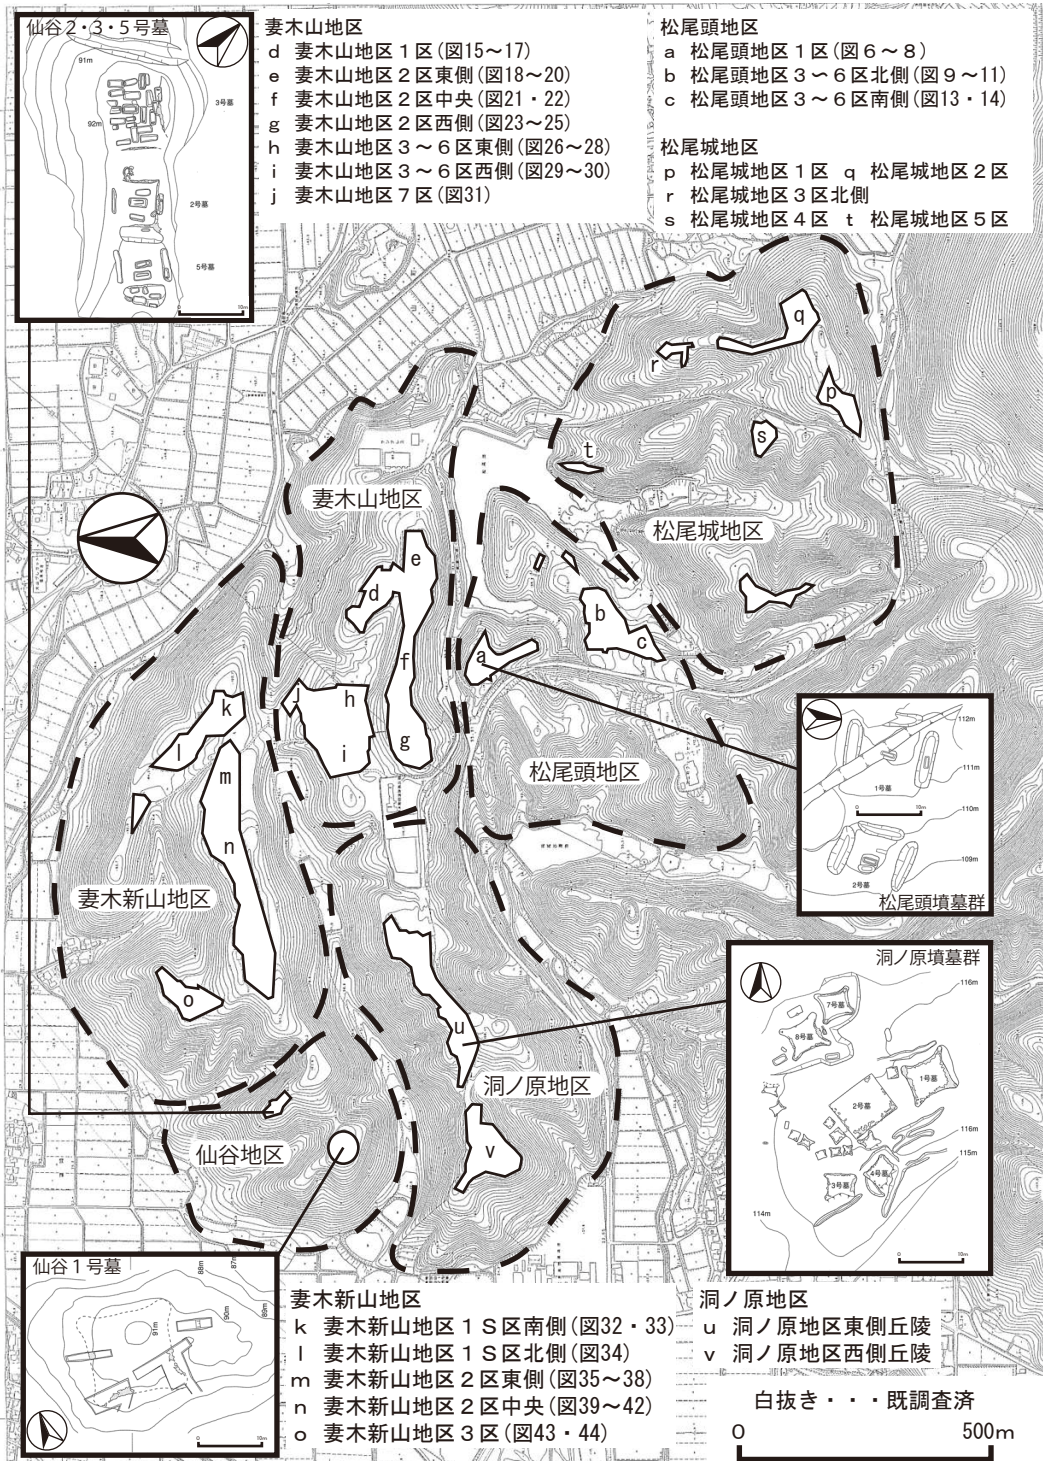 仙谷２・３・５号墓
91m
92m
3号墓
2号墓
5号墓
0 10m
妻木山地区
d 妻木山地区１区(図15～17)
e 妻木山地区２区東側(図18～20)
f 妻木山地区２区中央(図21・22)
g 妻木山地区２区西側(図23～25)
h 妻木山地区３～６区東側(図26～28)
i 妻木山地区３～６区西側(図29～30)
j 妻木山地区７区(図31)
松尾頭地区
a 松尾頭地区１区(図６～８)
b 松尾頭地区３～６区北側(図９～11)
c 松尾頭地区３～６区南側(図13・14)
松尾城地区
p 松尾城地区１区 q 松尾城地区２区
r 松尾城地区３区北側
s 松尾城地区４区 t 松尾城地区５区
q
r
p
s
t
妻木山地区
松尾城地区
e
d
b
c
a
f
k
j
h
l
i
g
m
松尾頭地区
n
妻木新山地区
o
u
洞ノ原地区
仙谷地区
v
112m
111m
1号墓
0 10m
110m
109m
2号墓
松尾頭墳墓群
洞ノ原墳墓群
116m
7号墓
8号墓
1号墓
2号墓
116m
115m
3号墓
4号墓
114m
0 10m
仙谷１号墓
88m
87m
90m
89m
91m
0 10m
妻木新山地区
k 妻木新山地区１Ｓ区南側(図32・33)
l 妻木新山地区１Ｓ区北側(図34)
m 妻木新山地区２区東側(図35～38)
n 妻木新山地区２区中央(図39～42)
o 妻木新山地区３区(図43・44)
洞ノ原地区
u 洞ノ原地区東側丘陵
v 洞ノ原地区西側丘陵
白抜き・・・既調査済
0 500m